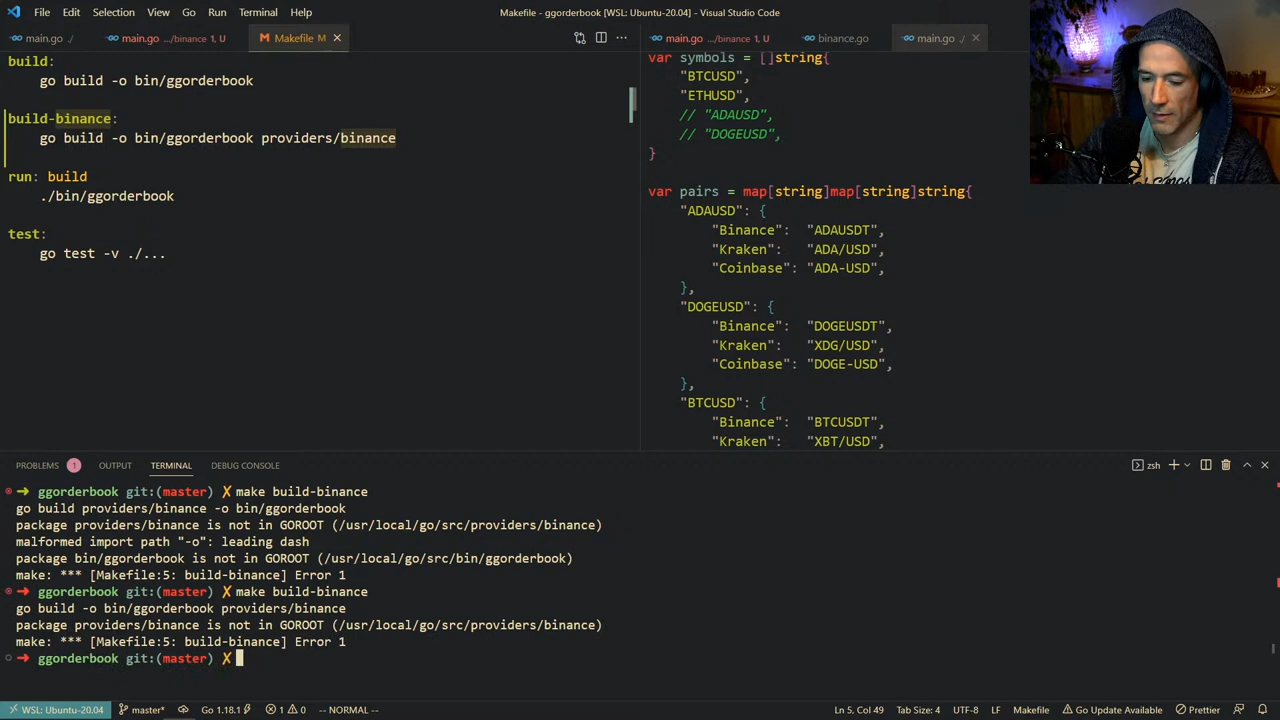 File Edit Selection View Go Run Terminal Help
Makefile - ggorderbook [WSL: Ubuntu-20.04] - Visual Studio Code
main.go ./
main.go .../binance 1, U
Makefile M
main.go .../binance 1, U
binance.go
main.go ./
build:
go build -o bin/ggorderbook
build-binance:
go build -o bin/ggorderbook providers/binance
run: build
./bin/ggorderbook
test:
go test -v ./...
var symbols = []string{
"BTCUSD",
"ETHUSD",
// "ADAUSD",
// "DOGEUSD",
}
var pairs = map[string]map[string]string{
"ADAUSD": {
"Binance": "ADAUSDT",
"Kraken": "ADA/USD",
"Coinbase": "ADA-USD",
},
"DOGEUSD": {
"Binance": "DOGEUSDT",
"Kraken": "XDG/USD",
"Coinbase": "DOGE-USD",
},
"BTCUSD": {
"Binance": "BTCUSDT",
"Kraken": "XBT/USD",
PROBLEMS 1 OUTPUT TERMINAL DEBUG CONSOLE
zsh
ggorderbook git:(master) ✗ make build-binance
go build providers/binance -o bin/ggorderbook
package providers/binance is not in GOROOT (/usr/local/go/src/providers/binance)
malformed import path "-o": leading dash
package bin/ggorderbook is not in GOROOT (/usr/local/go/src/bin/ggorderbook)
make: *** [Makefile:5: build-binance] Error 1
ggorderbook git:(master) ✗ make build-binance
go build -o bin/ggorderbook providers/binance
package providers/binance is not in GOROOT (/usr/local/go/src/providers/binance)
make: *** [Makefile:5: build-binance] Error 1
ggorderbook git:(master) ✗
WSL: Ubuntu-20.04 master* Go 1.18.1 1 0 -- NORMAL -- Ln 5, Col 49 Tab Size: 4 UTF-8 LF Makefile Go Update Available Prettier